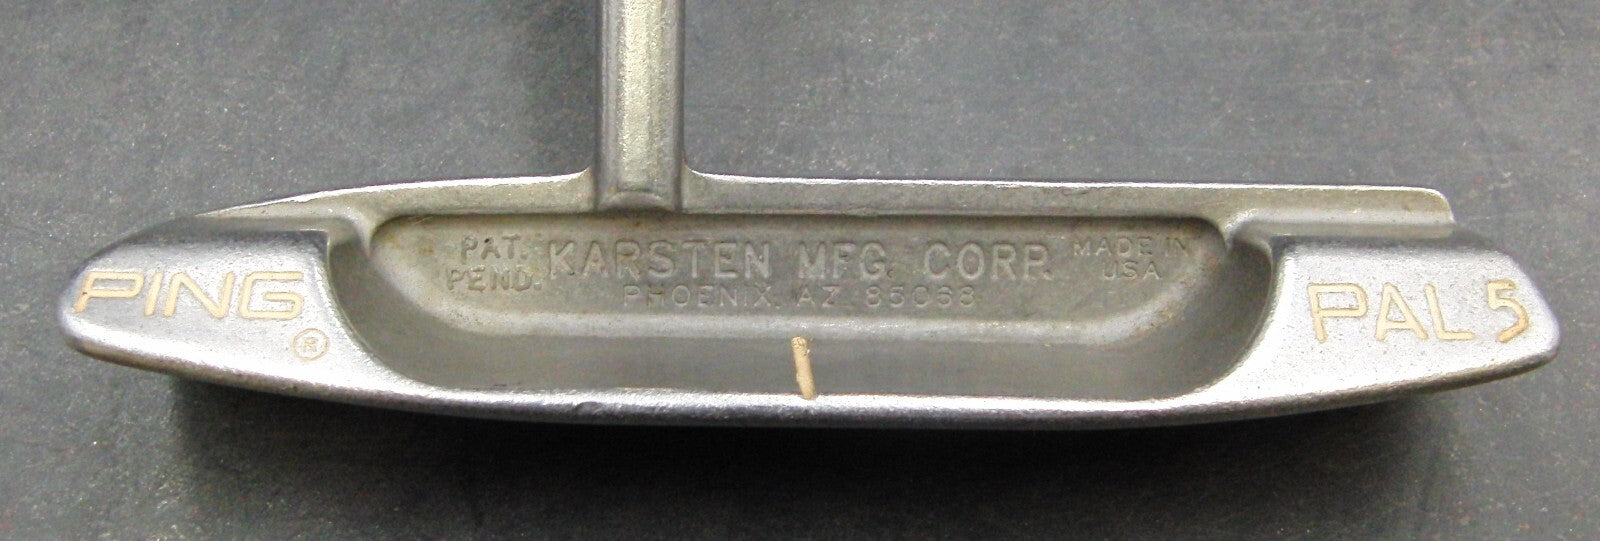 PING ®
PAT. PEND.
KARSTEN MFG. CORP.
PHOENIX, AZ 85068
MADE IN USA
PAL 5